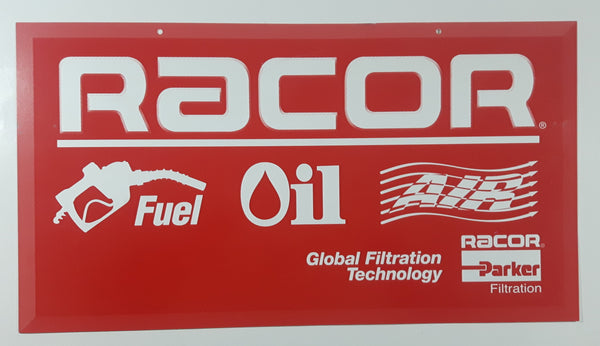 RACOR®
Fuel
Oil
AIR
Global Filtration
Technology
RACOR®
Parker
Filtration